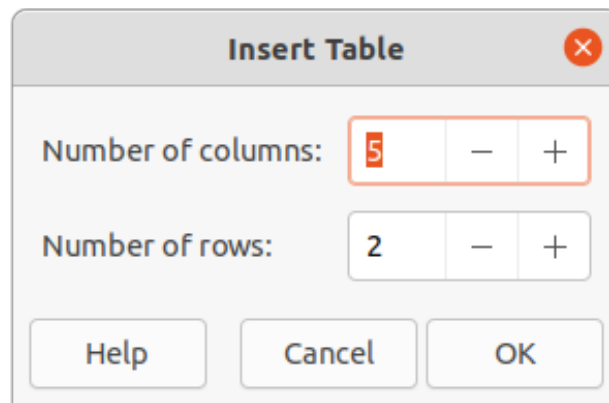 Insert Table
Number of columns: 5
Number of rows: 2
Help Cancel OK